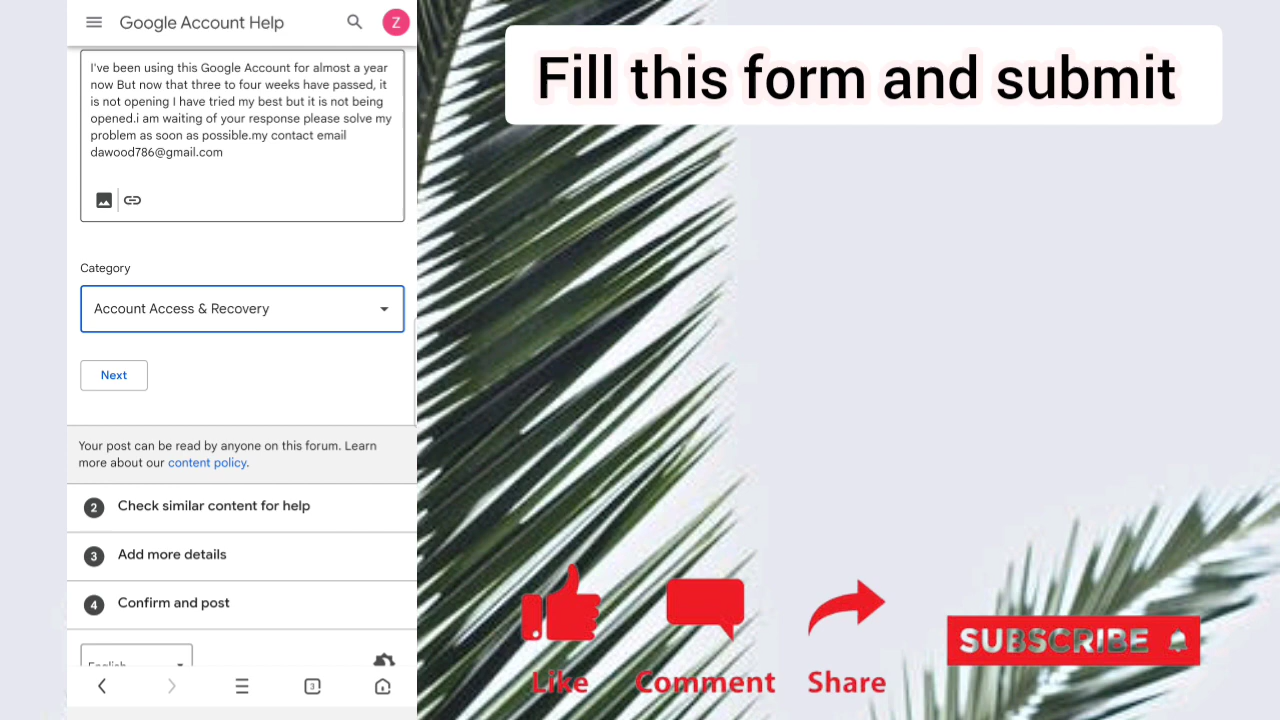 Google Account Help
Z
I've been using this Google Account for almost a year
now But now that three to four weeks have passed, it
is not opening I have tried my best but it is not being
opened.i am waiting of your response please solve my
problem as soon as possible.my contact email
dawood786@gmail.com
Category
Account Access & Recovery
Next
Your post can be read by anyone on this forum. Learn
more about our content policy.
2 Check similar content for help
3 Add more details
4 Confirm and post
English
3
Fill this form and submit
Like
Comment
Share
SUBSCRIBE